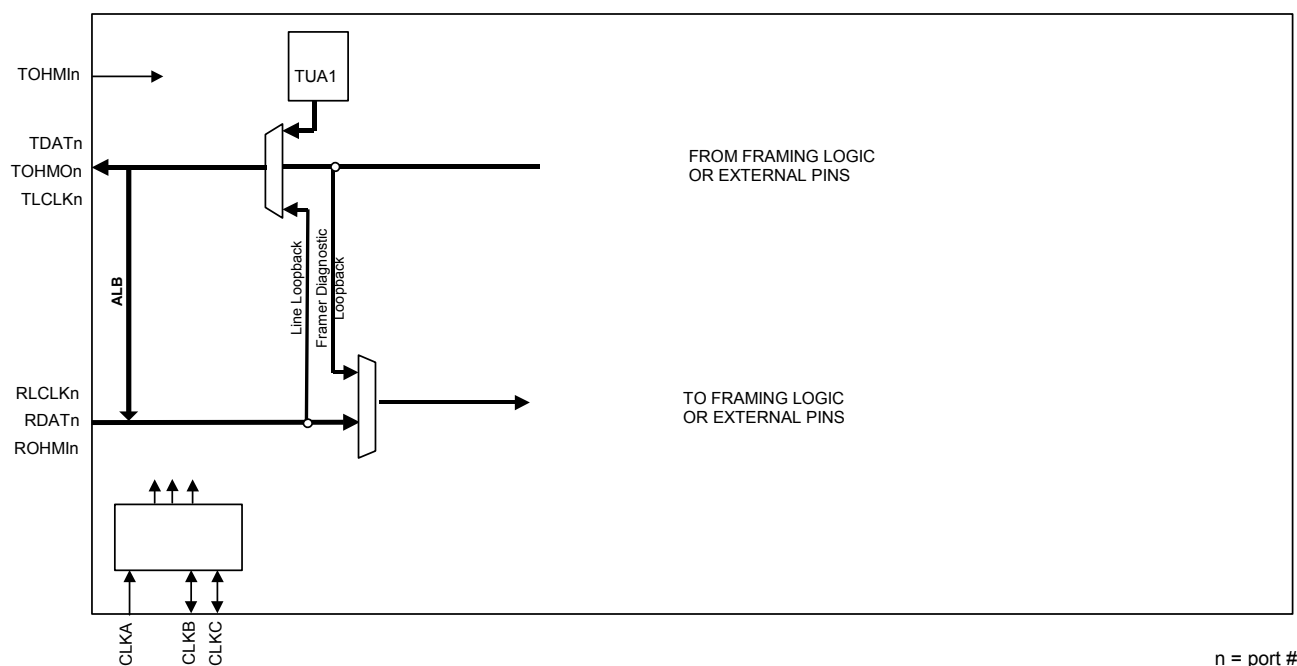 TOHMIn
TUA1
TDATn
TOHMOn
TLCLKn
FROM FRAMING LOGIC
OR EXTERNAL PINS
ALB
Line Loopback
Framer Diagnostic
Loopback
RLCLKn
RDATn
ROHMIn
TO FRAMING LOGIC
OR EXTERNAL PINS
CLKA
CLKB
CLKC
n = port #